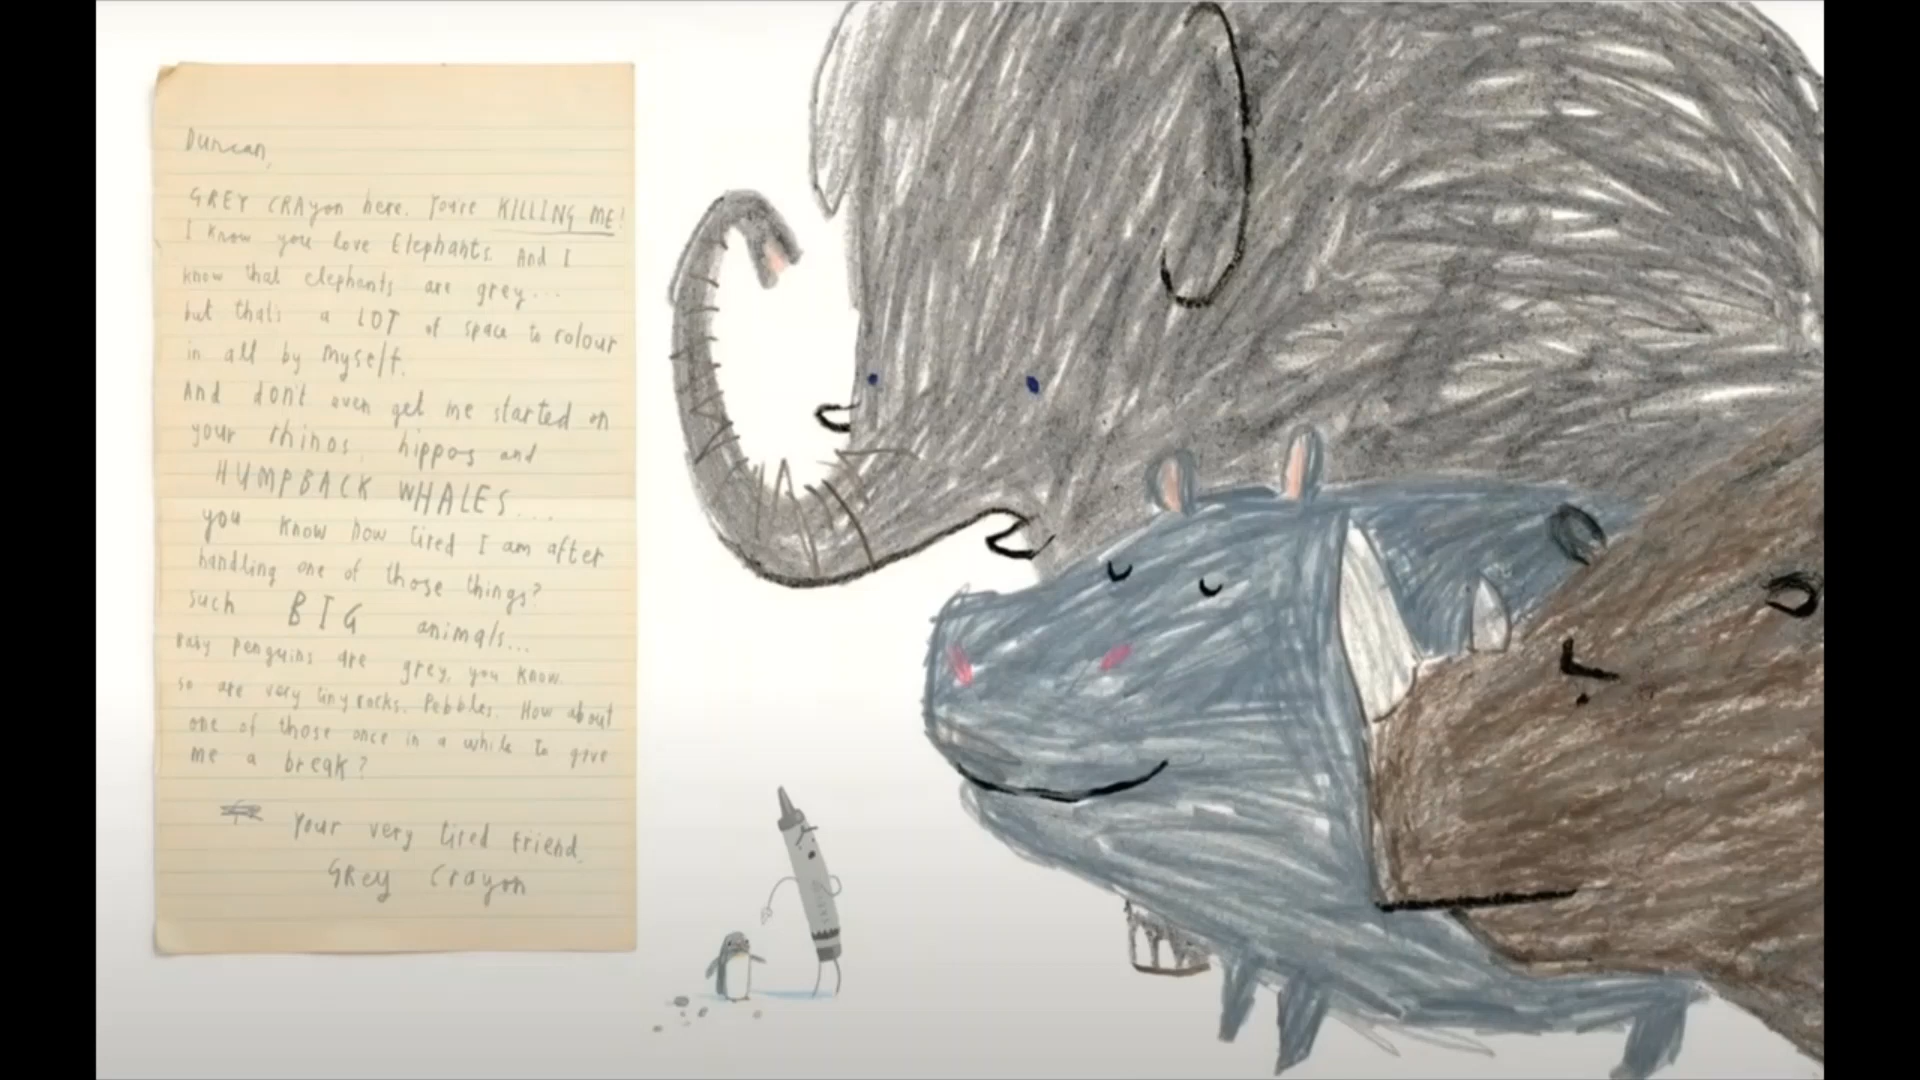 Duncan,
GREY CRAyon here. You're KILLING ME!
I know you love Elephants. And I
know that elephants are grey...
but that's a LOT of space to colour
in all by myself.
And don't even get me started on
your rhinos, hippos and
HUMPBACK WHALES...
you know how tired I am after
handling one of those things?
such BIG animals...
Baby penguins are grey, you know.
so are very tiny rocks. Pebbles. How about
one of those once in a while to give
me a break?
Your very tired friend,
Grey Crayon